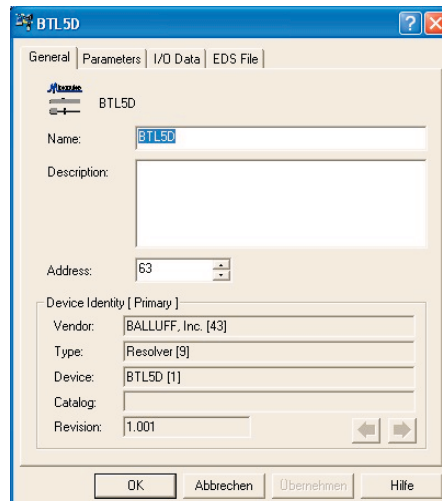 BTL5D
General Parameters I/O Data EDS File
BTL5D
Name: BTL5D
Description:
Address: 63
Device Identity [ Primary ]
Vendor: BALLUFF, Inc. [43]
Type: Resolver [9]
Device: BTL5D [1]
Catalog:
Revision: 1.001
OK Abbrechen Übernehmen Hilfe